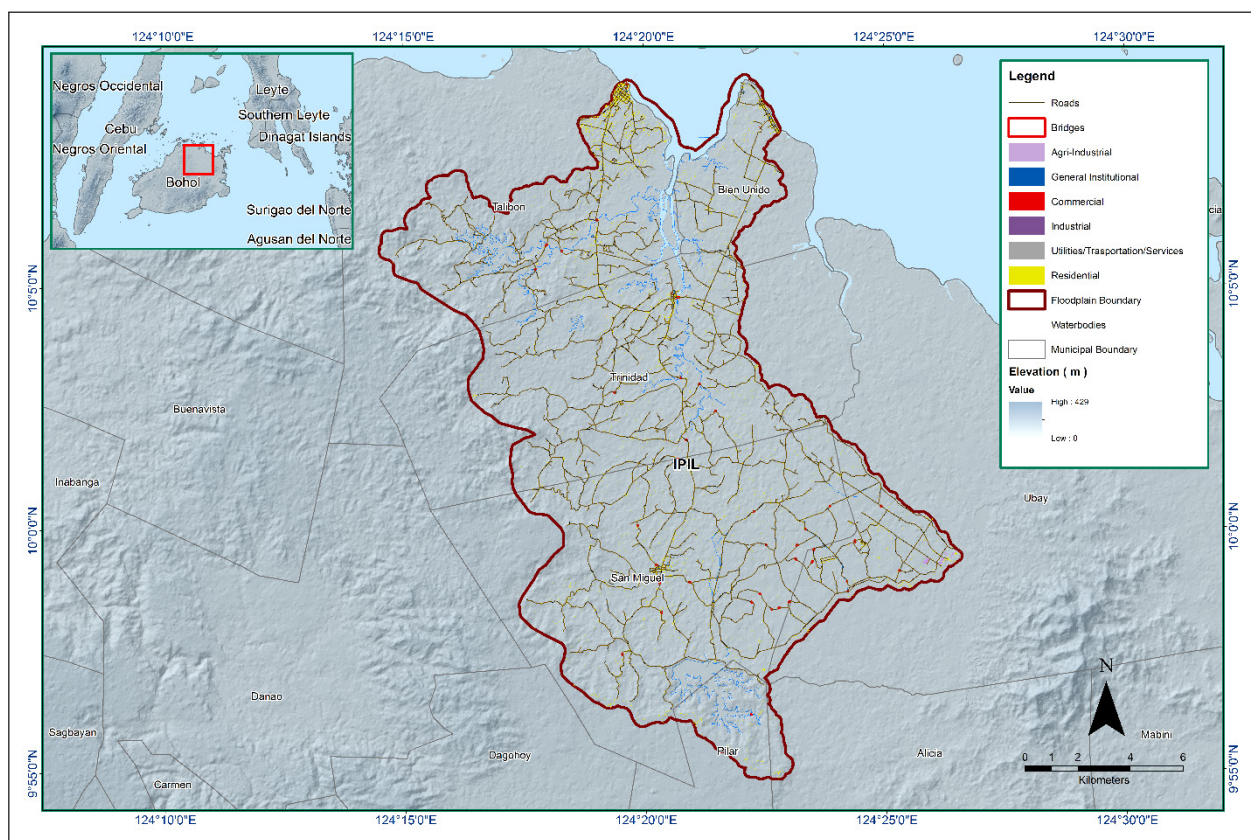 124°10'0"E
124°15'0"E
124°20'0"E
124°25'0"E
124°30'0"E
Negros Occidental
Leyte
Cebu
Southern Leyte
Dinagat Islands
Negros Oriental
Bohol
Surigao del Norte
Agusan del Norte
Legend
Roads
Bridges
Agri-Industrial
General Institutional
Commercial
Industrial
Utilities/Trasportation/Services
Residential
Floodplain Boundary
Waterbodies
Municipal Boundary
Elevation ( m )
Value
High : 429
Low : 0
Talibon
Bien Unido
10°5'0"N
10°5'0"N
Trinidad
Buenavista
IPIL
Inabanga
Ubay
10°0'0"N
10°0'0"N
San Miguel
N
Danao
Sagbayan
Dagohoy
Pilar
Alicia
Mabini
Carmen
0 2 4 6
Kilometers
9°55'0"N
9°55'0"N
124°10'0"E
124°15'0"E
124°20'0"E
124°25'0"E
124°30'0"E